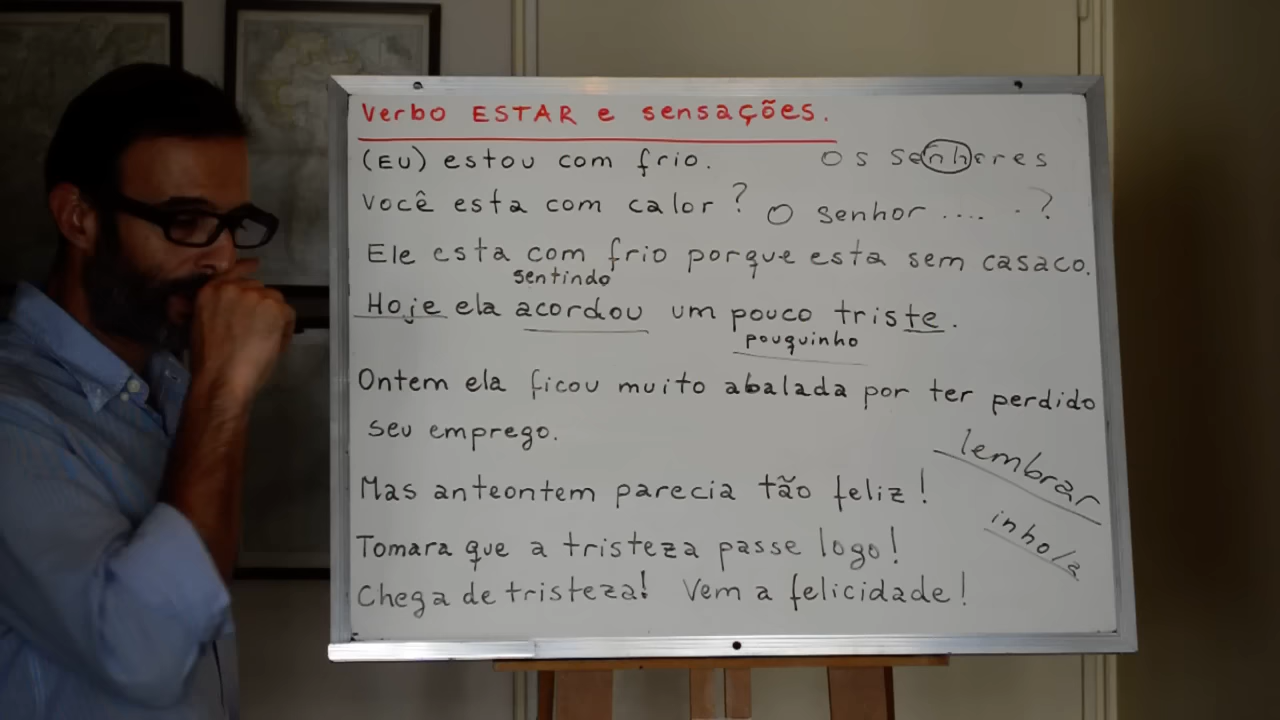 Verbo ESTAR e sensações.
(EU) estou com frio.
Os senhores
Você esta com calor?
O senhor .... . ?
Ele esta com frio porque esta sem casaco.
sentindo
Hoje ela acordou um pouco triste.
pouquinho
Ontem ela ficou muito abalada por ter perdido
seu emprego.
lembrar
Mas anteontem parecia tão feliz!
inhola
Tomara que a tristeza passe logo!
Chega de tristeza! Vem a felicidade!